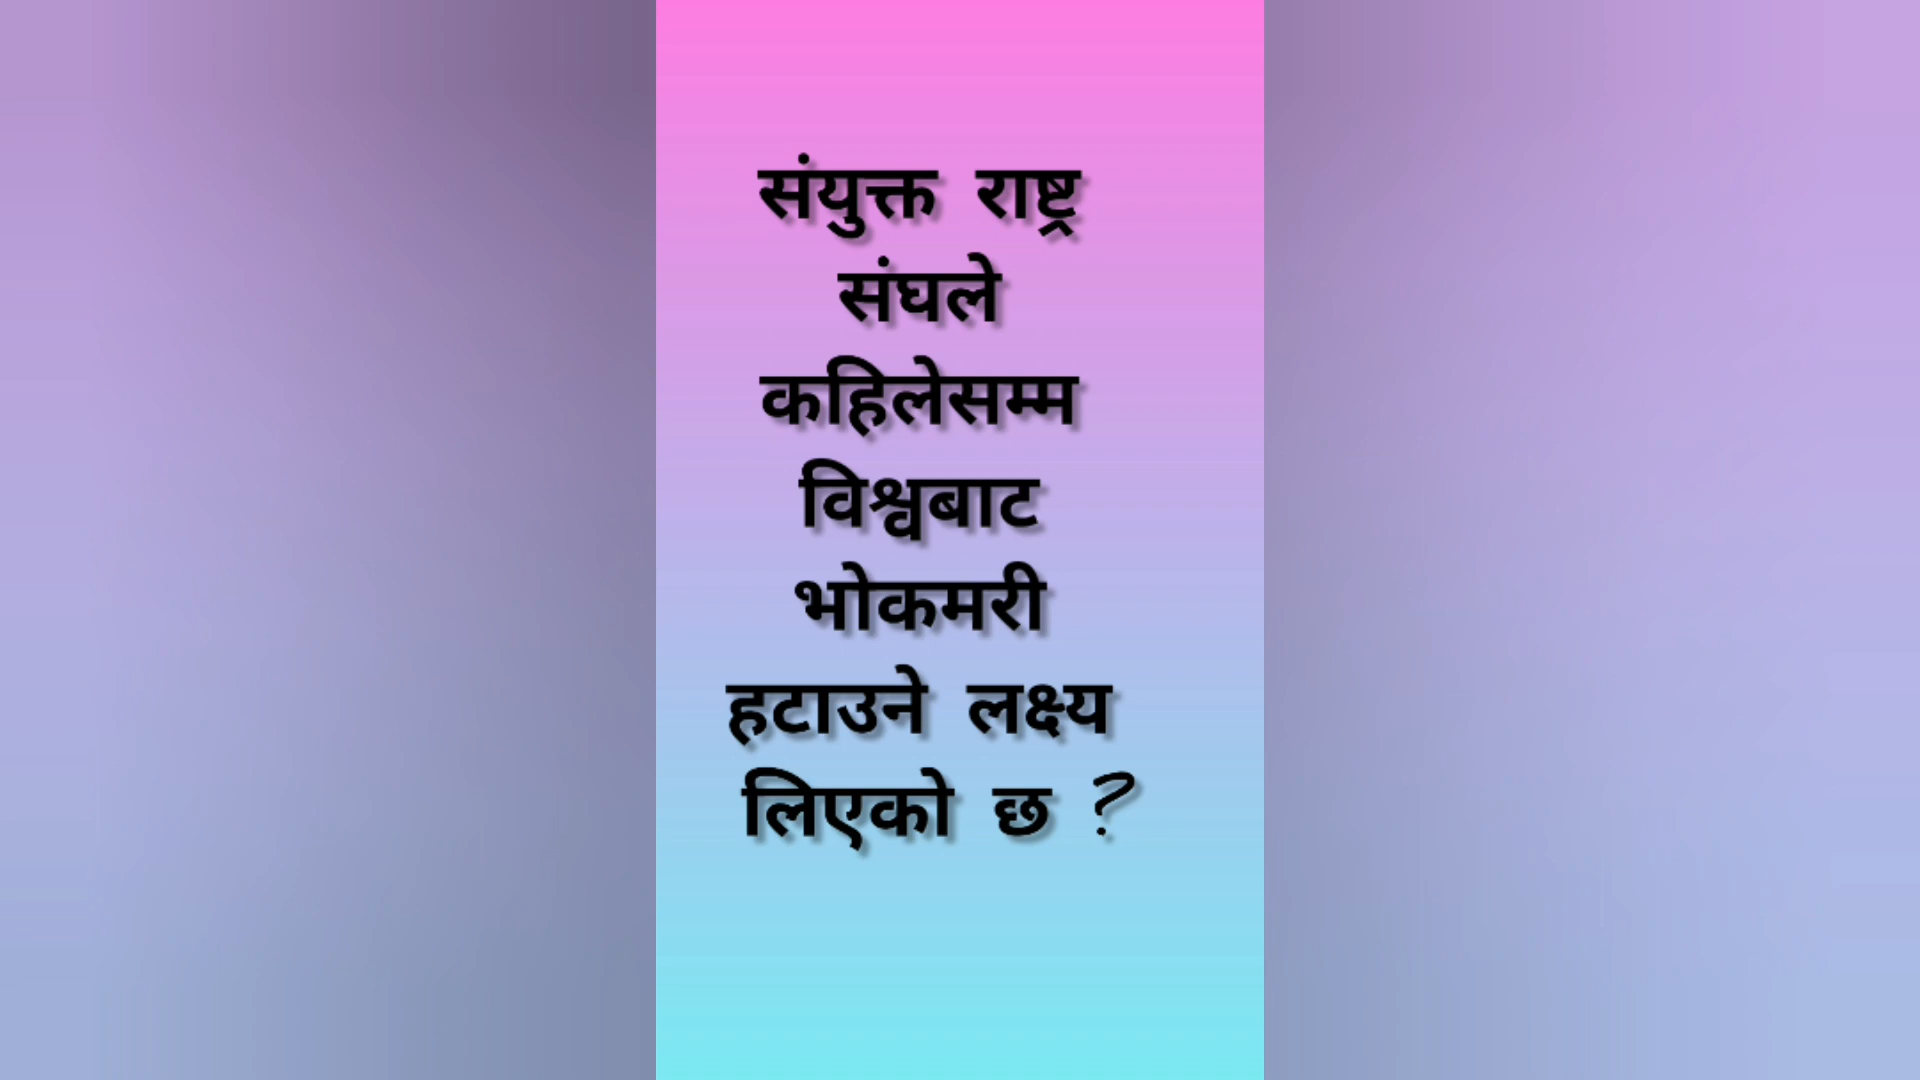 संयुक्त राष्ट्र
संघले
कहिलेसम्म
विश्वबाट
भोकमरी
हटाउने लक्ष्य
लिएको छ ?